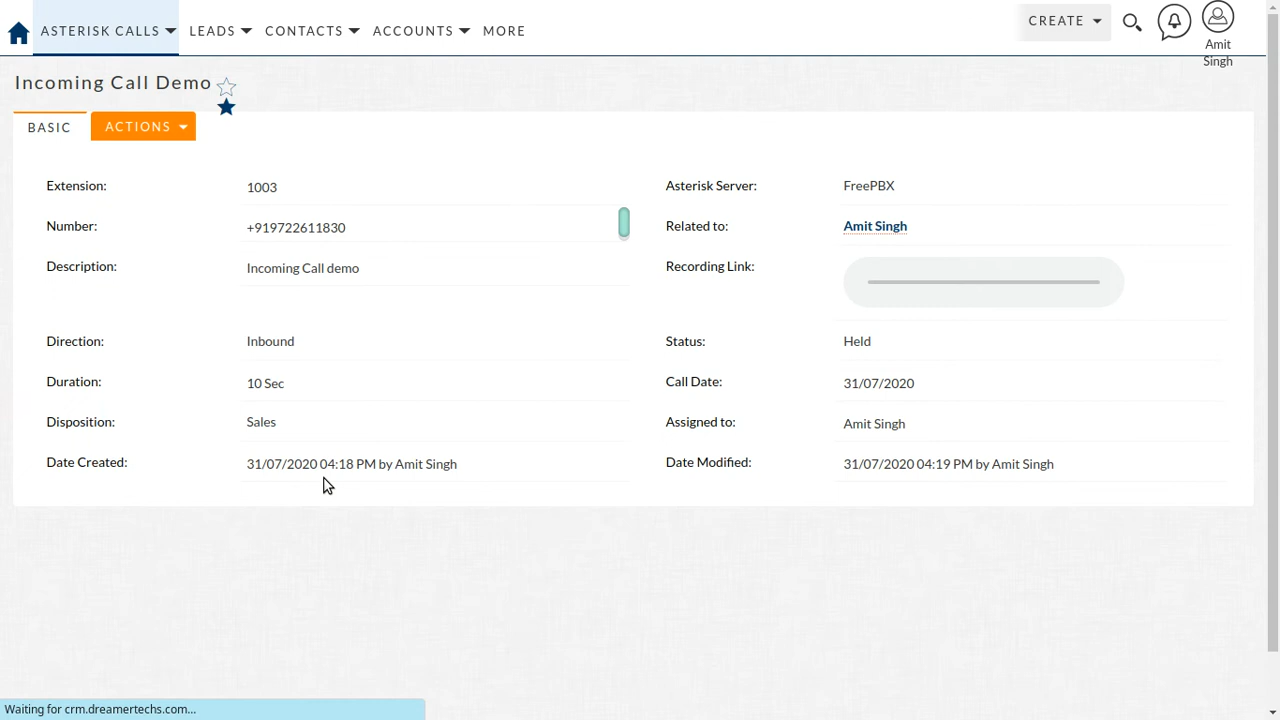 ASTERISK CALLS LEADS CONTACTS ACCOUNTS MORE CREATE
Amit
Singh
Incoming Call Demo
BASIC ACTIONS
Extension: 1003 Asterisk Server: FreePBX
Number: +919722611830 Related to: Amit Singh
Description: Incoming Call demo Recording Link:
Direction: Inbound Status: Held
Duration: 10 Sec Call Date: 31/07/2020
Disposition: Sales Assigned to: Amit Singh
Date Created: 31/07/2020 04:18 PM by Amit Singh Date Modified: 31/07/2020 04:19 PM by Amit Singh
Waiting for crm.dreamertechs.com...